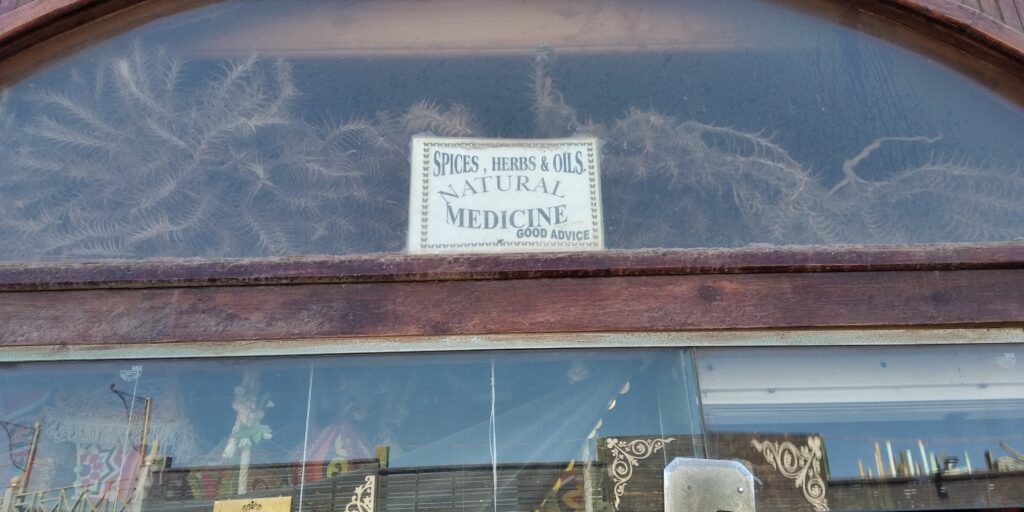 SPICES, HERBS & OILS.
NATURAL
MEDICINE
GOOD ADVICE